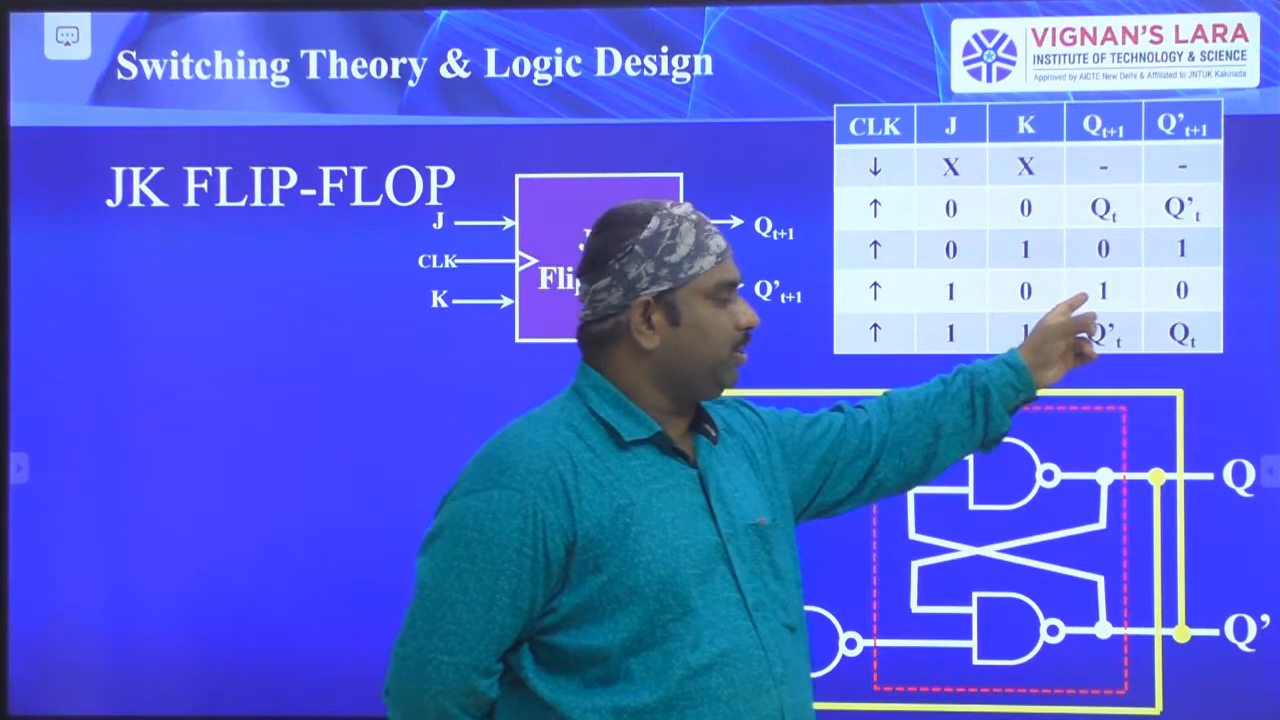 Switching Theory & Logic Design
VIGNAN'S LARA
INSTITUTE OF TECHNOLOGY & SCIENCE
Approved by AICTE New Delhi & Affiliated to JNTUK Kakinada
JK FLIP-FLOP
J
CLK
K
Qt+1
Q't+1
CLK J K Qt+1 Q't+1
↓ X X - -
↑ 0 0 Qt Q't
↑ 0 1 0 1
↑ 1 0 1 0
↑ 1 1 Q't Qt
Q
Q'